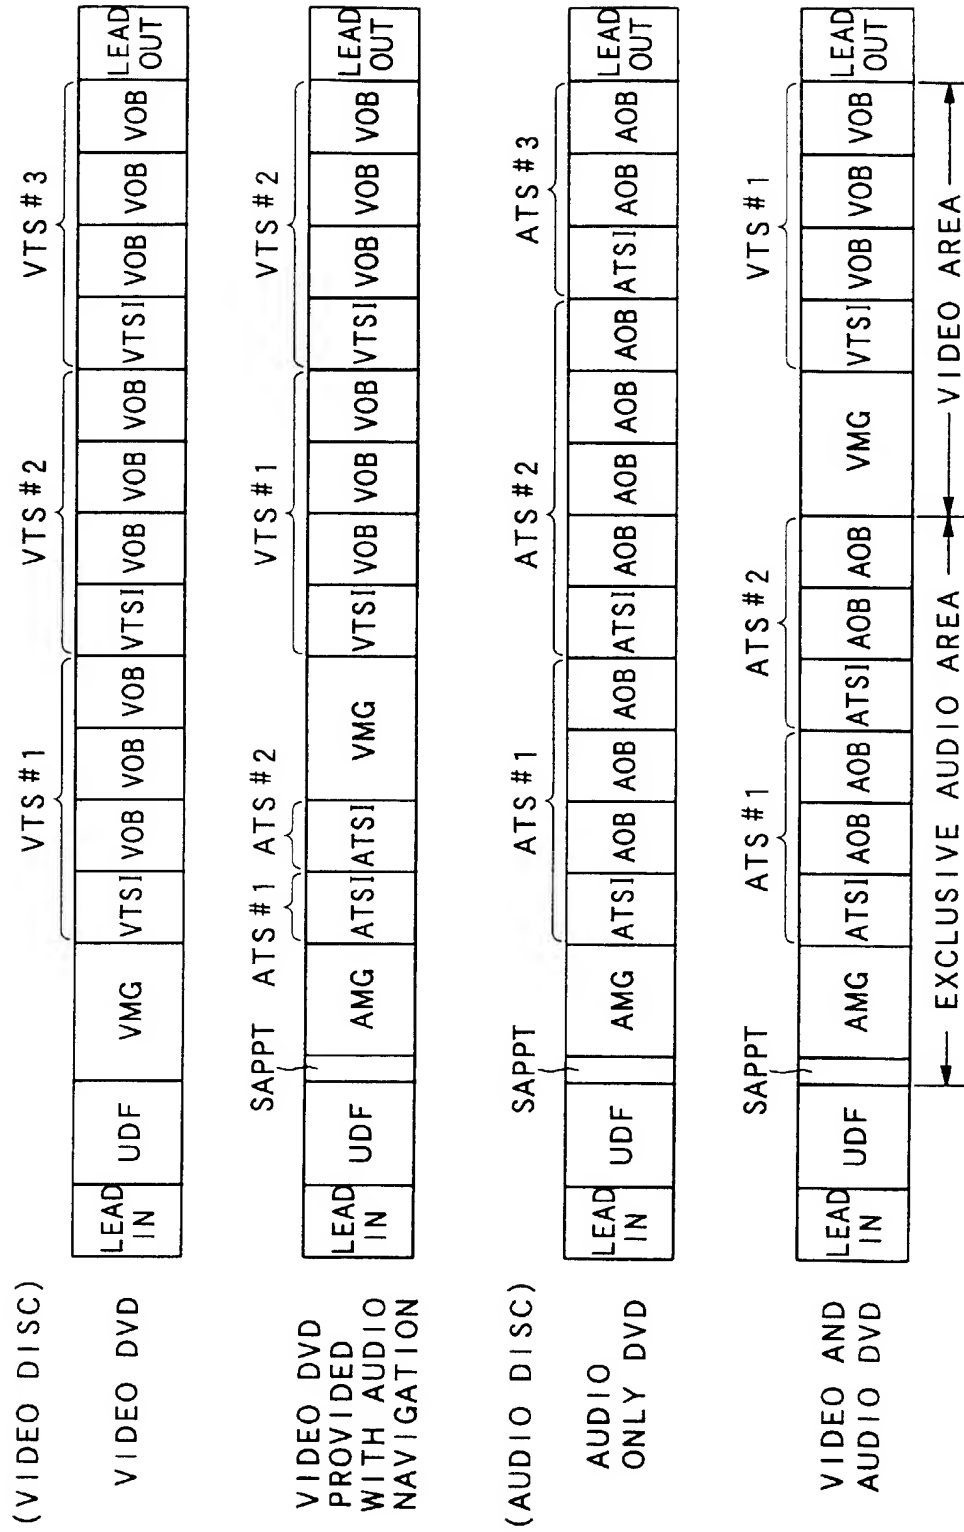 (VIDEO DISC)
VTS#1 VTS#2 VTS#3
VIDEO DVD
LEAD IN UDF VMG VTSI VOB VOB VOB VTSI VOB VOB VOB VTSI VOB VOB VOB LEAD OUT
SAPPT ATS#1 ATS#2 VTS#1 VTS#2
VIDEO DVD
PROVIDED
WITH AUDIO
NAVIGATION
LEAD IN UDF AMG ATSI ATSI VMG VTSI VOB VOB VOB VTSI VOB VOB VOB LEAD OUT
(AUDIO DISC)
SAPPT ATS#1 ATS#2 ATS#3
AUDIO
ONLY DVD
LEAD IN UDF AMG ATSI AOB AOB AOB ATSI AOB AOB AOB AOB ATSI AOB AOB LEAD OUT
SAPPT ATS#1 ATS#2 VTS#1
VIDEO AND
AUDIO DVD
LEAD IN UDF AMG ATSI AOB AOB ATSI AOB AOB VMG VTSI VOB VOB VOB LEAD OUT
EXCLUSIVE AUDIO AREA VIDEO AREA